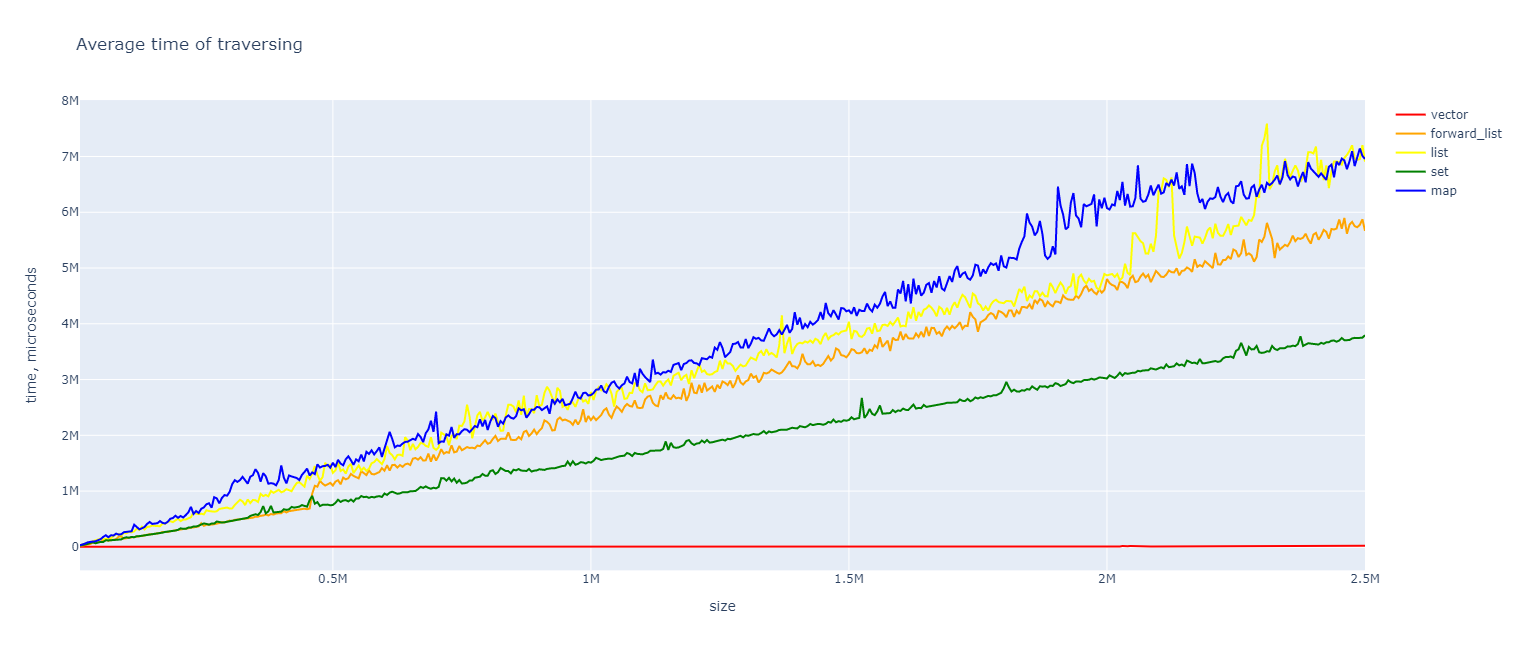 Average time of traversing
8M
7M
6M
5M
4M
3M
2M
1M
0
time, microseconds
0.5M
1M
1.5M
2M
2.5M
size
vector
forward_list
list
set
map